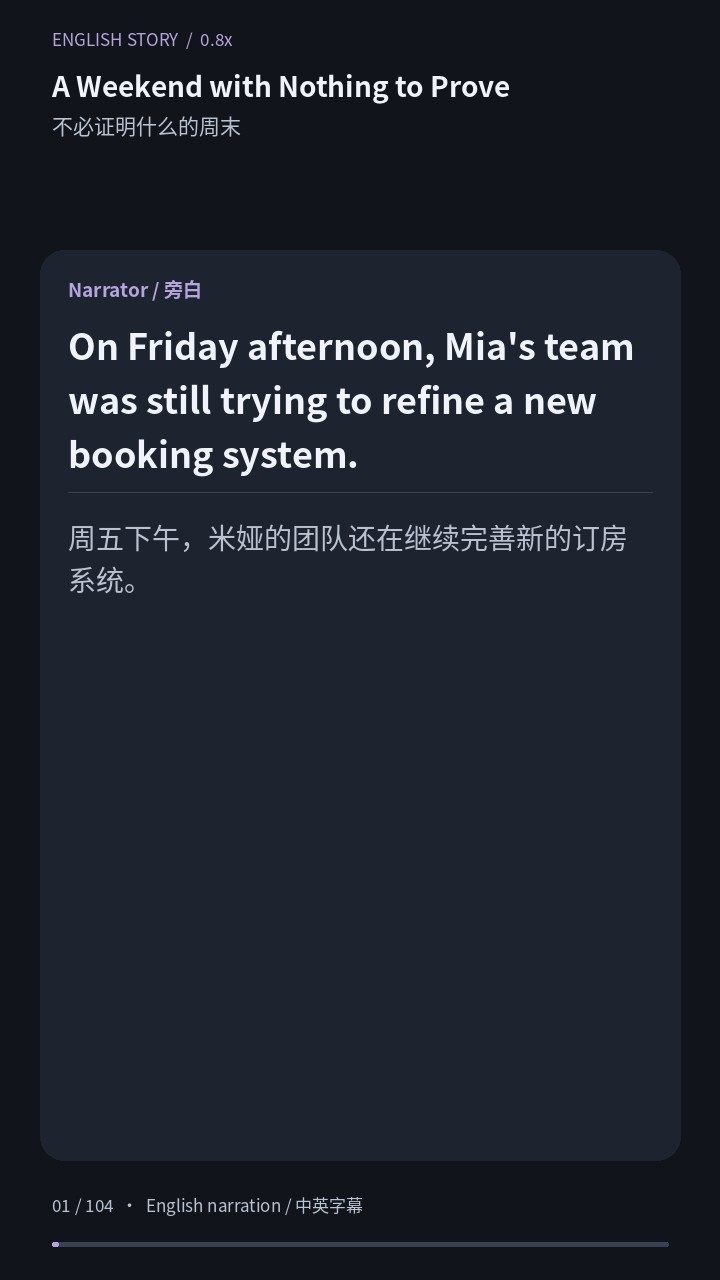 ENGLISH STORY / 0.8x
A Weekend with Nothing to Prove
不必证明什么的周末
Narrator / 旁白
On Friday afternoon, Mia's team
was still trying to refine a new
booking system.
周五下午，米娅的团队还在继续完善新的订房
系统。
01 / 104 · English narration / 中英字幕